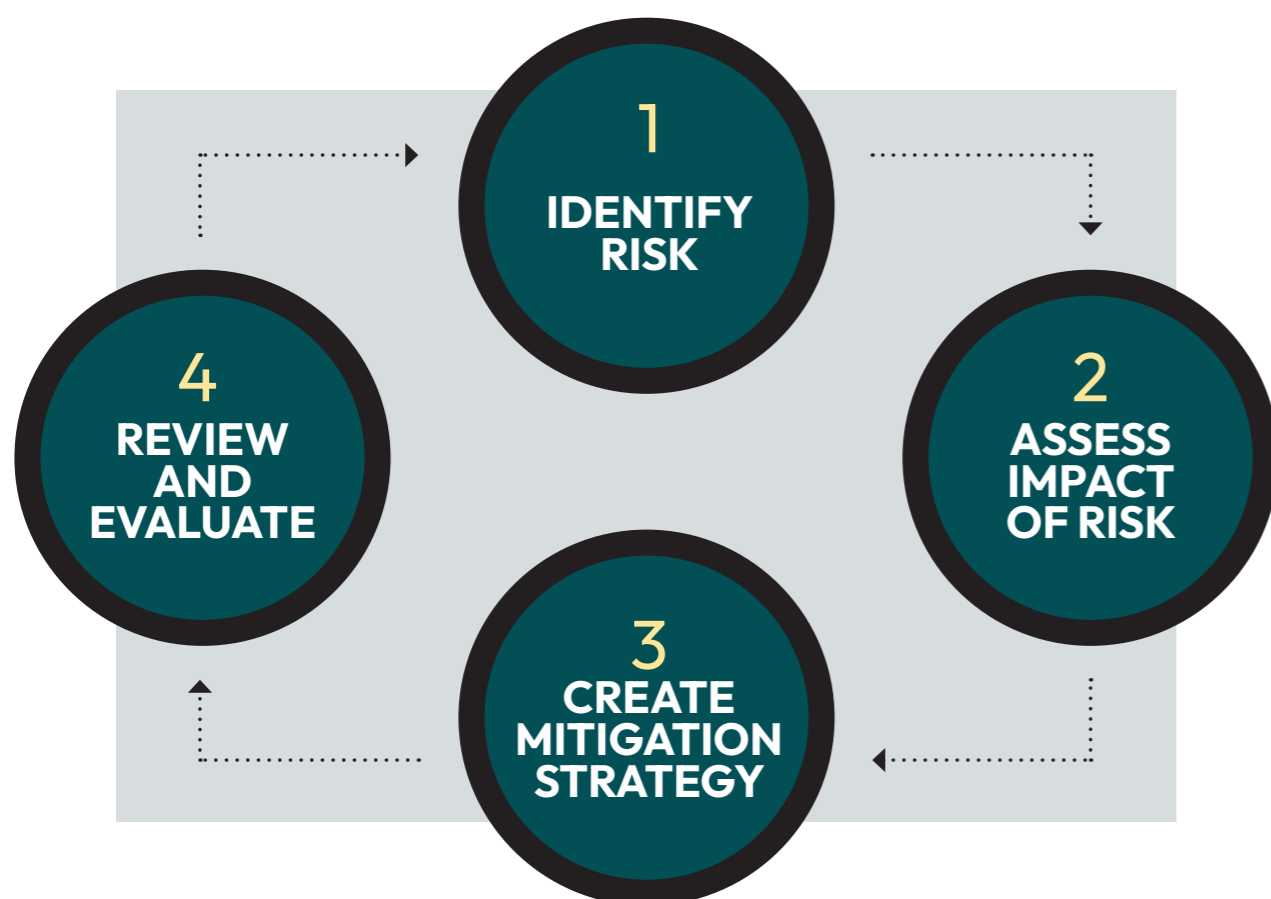 1
IDENTIFY
RISK
2
ASSESS
IMPACT
OF RISK
3
CREATE
MITIGATION
STRATEGY
4
REVIEW
AND
EVALUATE